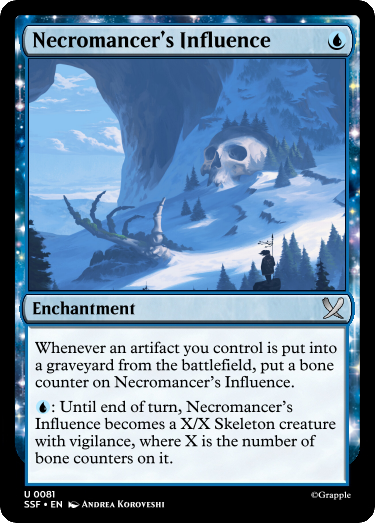 Necromancer's Influence
Enchantment
Whenever an artifact you control is put into
a graveyard from the battlefield, put a bone
counter on Necromancer's Influence.
: Until end of turn, Necromancer's
Influence becomes a X/X Skeleton creature
with vigilance, where X is the number of
bone counters on it.
U 0081
SSF • EN Andrea Koroveshi
©Grapple